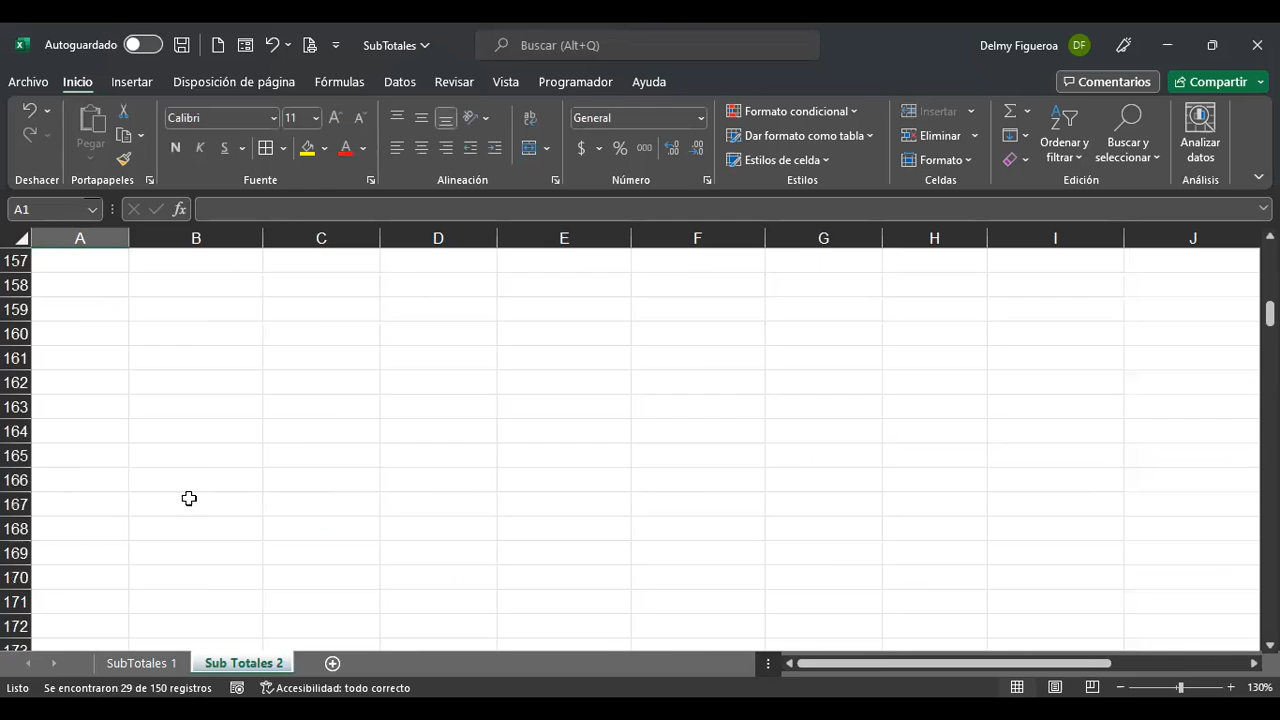 Autoguardado SubTotales Buscar (Alt+Q) Delmy Figueroa DF
Archivo Inicio Insertar Disposición de página Fórmulas Datos Revisar Vista Programador Ayuda Comentarios Compartir
Pegar Calibri 11 General Formato condicional Dar formato como tabla Estilos de celda Insertar Eliminar Formato Ordenar y filtrar Buscar y seleccionar Analizar datos
N K S $ % 000
Deshacer Portapapeles Fuente Alineación Número Estilos Celdas Edición Análisis
A1 fx
A B C D E F G H I J
157
158
159
160
161
162
163
164
165
166
167
168
169
170
171
172
173
SubTotales 1 Sub Totales 2
Listo Se encontraron 29 de 150 registros Accesibilidad: todo correcto 130%